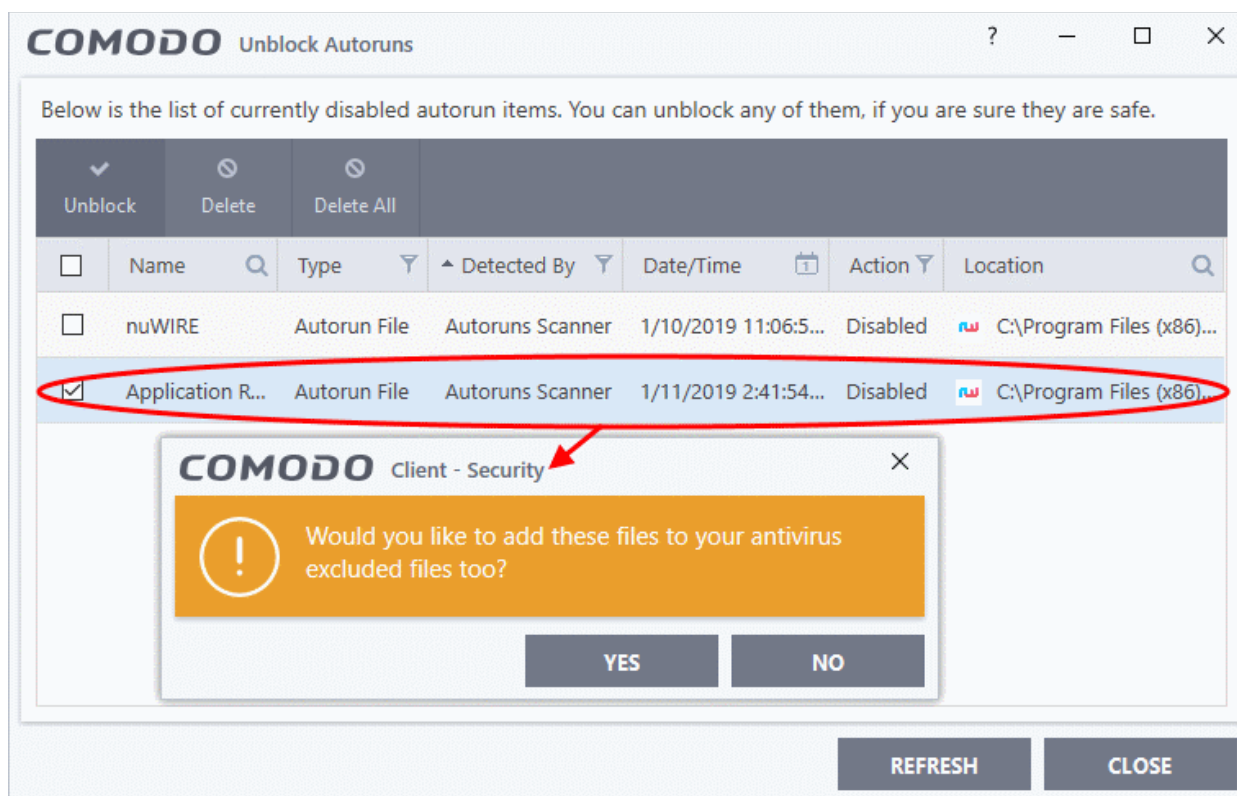 COMODO Unblock Autoruns ?
Below is the list of currently disabled autorun items. You can unblock any of them, if you are sure they are safe.
Unblock Delete Delete All
Name Type Detected By Date/Time 1 Action Location
nuWIRE Autorun File Autoruns Scanner 1/10/2019 11:06:5... Disabled C:\Program Files (x86)...
Application R... Autorun File Autoruns Scanner 1/11/2019 2:41:54... Disabled C:\Program Files (x86)...
COMODO Client - Security
Would you like to add these files to your antivirus
excluded files too?
YES NO
REFRESH CLOSE